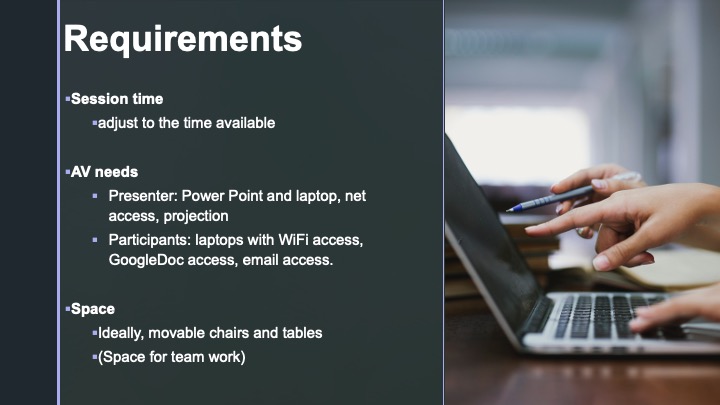 Requirements
▪Session time
▪adjust to the time available
▪AV needs
▪ Presenter: Power Point and laptop, net
access, projection
▪ Participants: laptops with WiFi access,
GoogleDoc access, email access.
▪Space
▪Ideally, movable chairs and tables
▪(Space for team work)